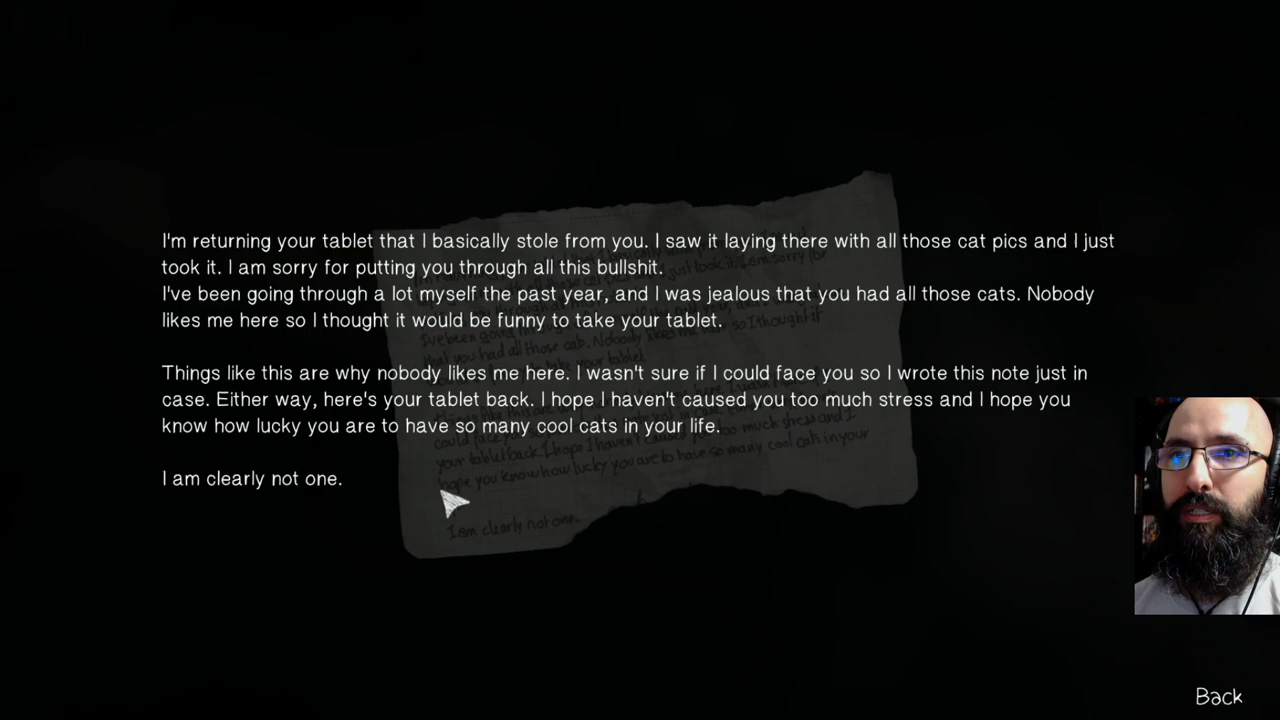 I'm returning your tablet that I basically stole from you. I saw it laying there with all those cat pics and I just
took it. I am sorry for putting you through all this bullshit.
I've been going through a lot myself the past year, and I was jealous that you had all those cats. Nobody
likes me here so I thought it would be funny to take your tablet.
Things like this are why nobody likes me here. I wasn't sure if I could face you so I wrote this note just in
case. Either way, here's your tablet back. I hope I haven't caused you too much stress and I hope you
know how lucky you are to have so many cool cats in your life.
I am clearly not one.
I am clearly not one.
Back